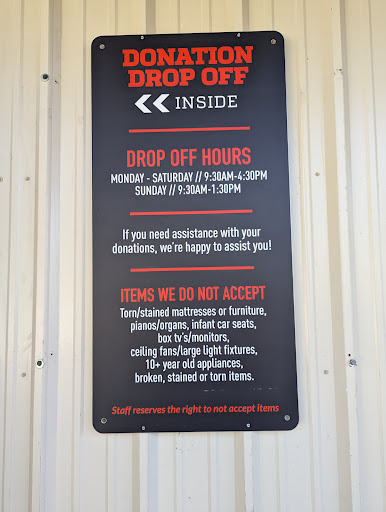 DONATION
DROP OFF
INSIDE
DROP OFF HOURS
MONDAY - SATURDAY // 9:30AM-4:30PM
SUNDAY // 9:30AM-1:30PM
If you need assistance with your
donations, we're happy to assist you!
ITEMS WE DO NOT ACCEPT
Torn/stained mattresses or furniture,
pianos/organs, infant car seats,
box tv's/monitors,
ceiling fans/large light fixtures,
10+ year old appliances,
broken, stained or torn items.
Staff reserves the right to not accept items